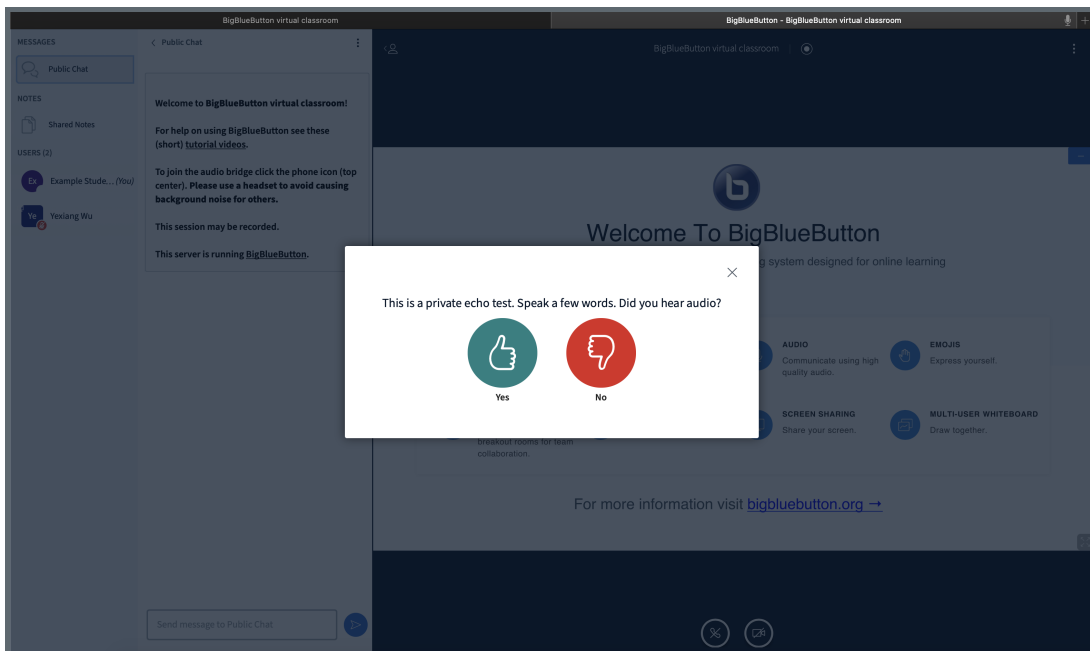 BigBlueButton virtual classroom
BigBlueButton - BigBlueButton virtual classroom
MESSAGES
Public Chat
NOTES
Shared Notes
USERS (2)
Ex
Example Stude... (You)
Ye
Yexiang Wu
Public Chat
Welcome to BigBlueButton virtual classroom!
For help on using BigBlueButton see these
(short) tutorial videos.
To join the audio bridge click the phone icon (top
center). Please use a headset to avoid causing
background noise for others.
This session may be recorded.
This server is running BigBlueButton.
Send message to Public Chat
BigBlueButton virtual classroom
Welcome To BigBlueButton
system designed for online learning
This is a private echo test. Speak a few words. Did you hear audio?
Yes
No
AUDIO
Communicate using high
quality audio.
EMOJIS
Express yourself.
SCREEN SHARING
Share your screen.
MULTI-USER WHITEBOARD
Draw together.
breakout rooms for team
collaboration.
For more information visit bigbluebutton.org →